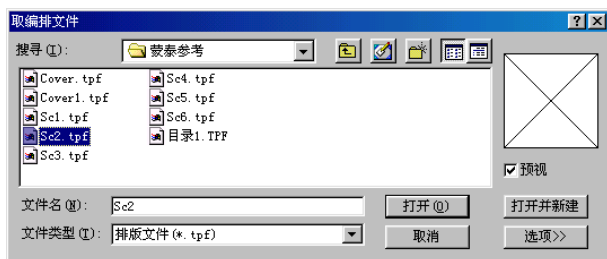 取编排文件
搜寻(I): 蒙泰参考
Cover.tpf Sc4.tpf
Cover1.tpf Sc5.tpf
Sc1.tpf Sc6.tpf
Sc2.tpf 目录1.TPF
Sc3.tpf
预视
文件名(N): Sc2 打开(O) 打开并新建
文件类型(T): 排版文件(*.tpf) 取消 选项>>